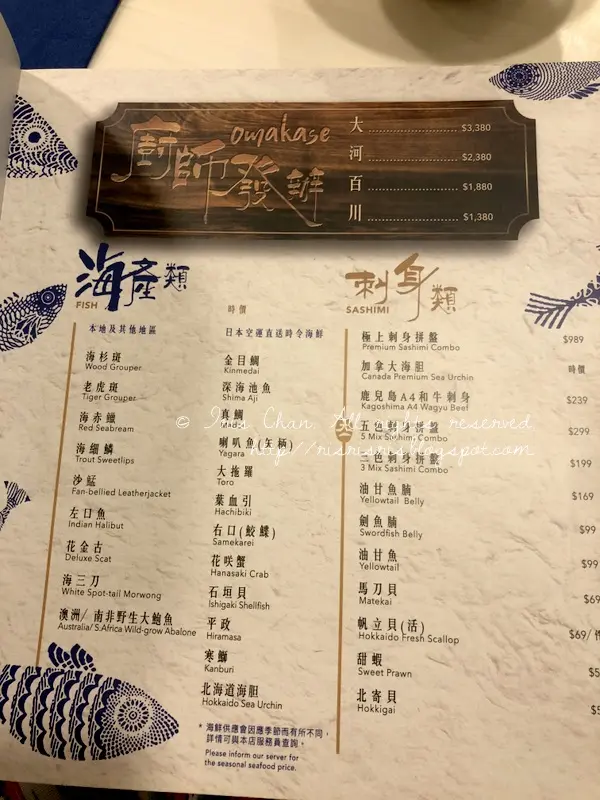 廚師發辦
omakase
大 $3,380
河 $2,380
百 $1,880
川 $1,380
海產類
FISH
本地及其他地區
海杉斑
Wood Grouper
老虎斑
Tiger Grouper
海赤鱲
Red Seabream
海細鱗
Trout Sweetlips
沙鯭
Fan-bellied Leatherjacket
左口魚
Indian Halibut
花金古
Deluxe Scat
海三刀
White Spot-tail Morwong
澳洲/ 南非野生大鮑魚
Australia/ S.Africa Wild-grow Abalone
時價
日本空運直送時令海鮮
金目鯛
Kinmedai
深海池魚
Shima Aji
真鯛
喇叭魚(矢柄)
Yagara
大拖羅
Toro
葉血引
Hachibiki
右口(鮫鰈)
Samekarei
花咲蟹
Hanasaki Crab
石垣貝
Ishigaki Shellfish
平政
Hiramasa
寒鰤
Kanburi
北海道海胆
Hokkaido Sea Urchin
* 海鮮供應會因應季節而有所不同，
詳情可與本店服務員查詢。
Please inform our server for
the seasonal seafood price.
刺身類
SASHIMI
極上刺身拼盤 $989
Premium Sashimi Combo
加拿大海胆 時價
Canada Premium Sea Urchin
鹿兒島A4和牛刺身 $239
Kagoshima A4 Wagyu Beef
五色刺身拼盤 $299
5 Mix Sashimi Combo
三色刺身拼盤 $199
3 Mix Sashimi Combo
油甘魚腩 $169
Yellowtail Belly
劍魚腩 $99
Swordfish Belly
油甘魚 $99
Yellowtail
馬刀貝
Matekai
帆立貝(活) $69/
Hokkaido Fresh Scallop
甜蝦
Sweet Prawn
北寄貝
Hokkigai
© Iris Chan. All rights reserved